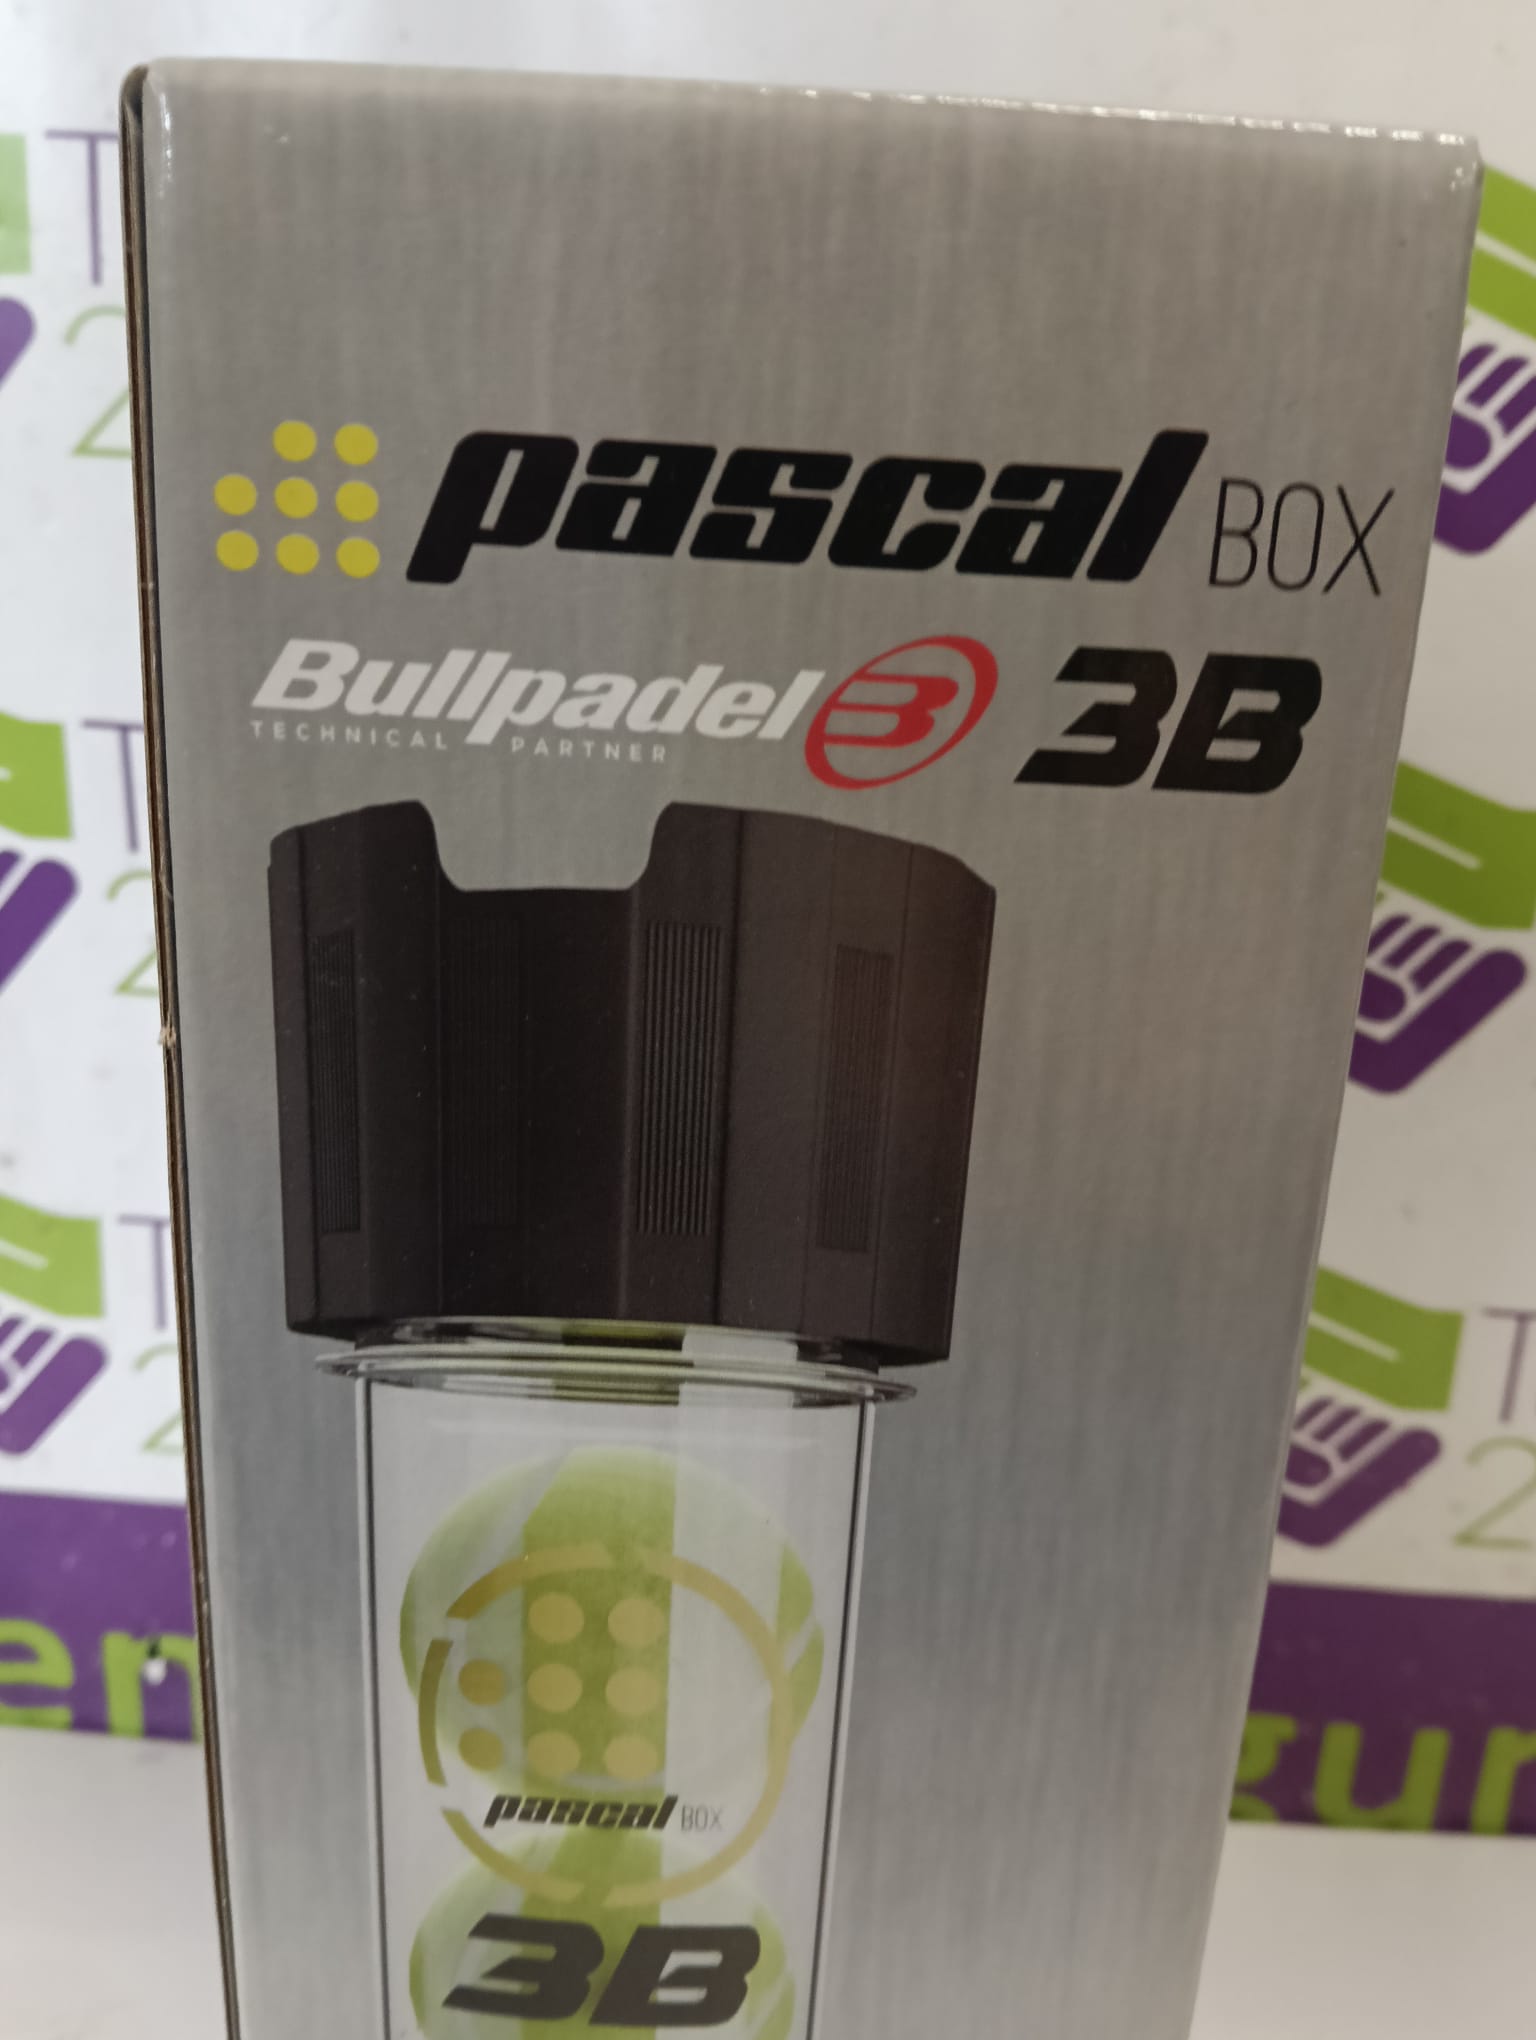 pascal BOX
Bullpadel 3B
TECHNICAL PARTNER
pascal BOX
3B